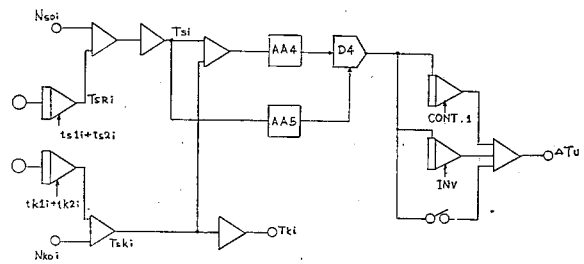 Nsoi
Tsi
AA4
D4
TSRi
AA5
CONT.1
ts1i+ts2i
ΔTu
INV
tk1i+tk2i
Tski
Tki
Nkoi